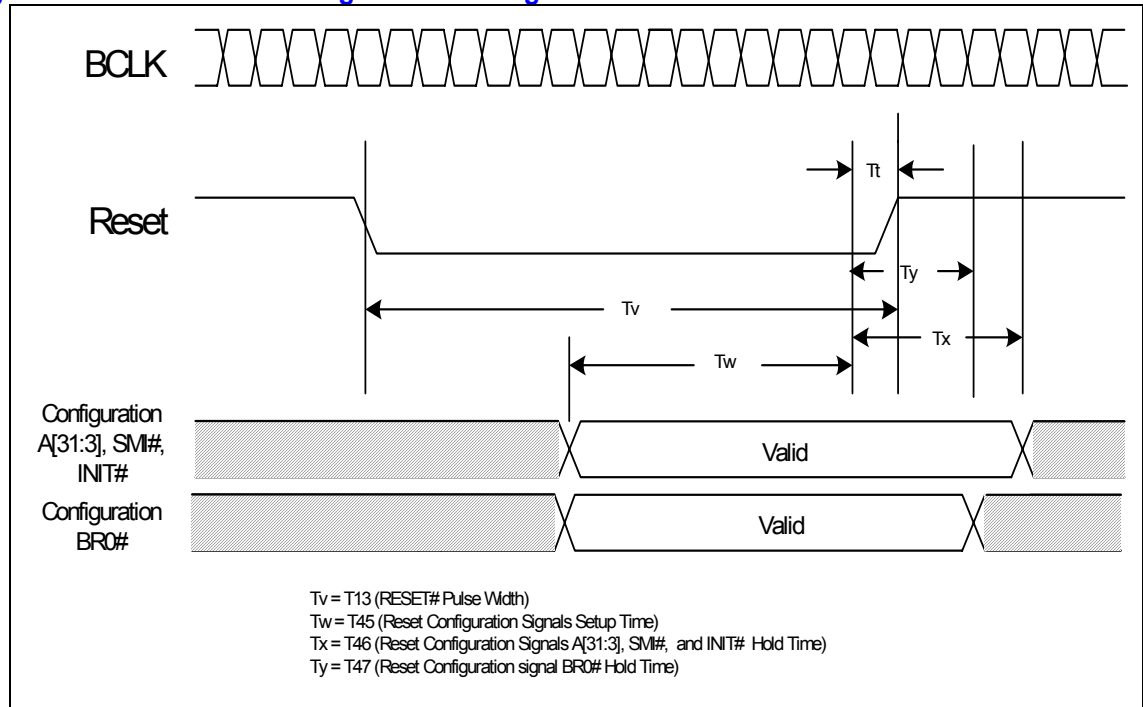 BCLK
Tt
Reset
Ty
Tv
Tx
Tw
Configuration
A[31:3], SMI#,
INIT#
Valid
Configuration
BR0#
Valid
Tv = T13 (RESET# Pulse Width)
Tw = T45 (Reset Configuration Signals Setup Time)
Tx = T46 (Reset Configuration Signals A[31:3], SMI#, and INIT# Hold Time)
Ty = T47 (Reset Configuration signal BR0# Hold Time)